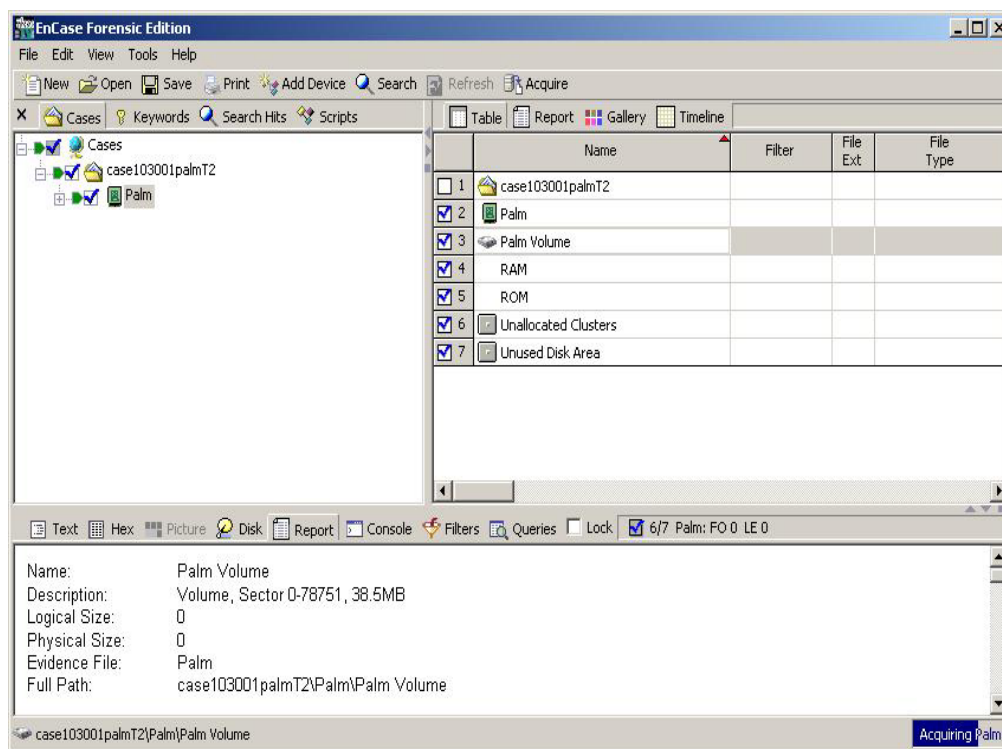 EnCase Forensic Edition
File Edit View Tools Help
New Open Save Print Add Device Search Refresh Acquire
Cases Keywords Search Hits Scripts
Table Report Gallery Timeline
Cases
case103001palmT2
Palm
Name Filter File Ext File Type
1 case103001palmT2
2 Palm
3 Palm Volume
4 RAM
5 ROM
6 Unallocated Clusters
7 Unused Disk Area
Text Hex Picture Disk Report Console Filters Queries Lock 6/7 Palm: FO 0 LE 0
Name: Palm Volume
Description: Volume, Sector 0-78751, 38.5MB
Logical Size: 0
Physical Size: 0
Evidence File: Palm
Full Path: case103001palmT2\Palm\Palm Volume
case103001palmT2\Palm\Palm Volume
Acquiring Palm